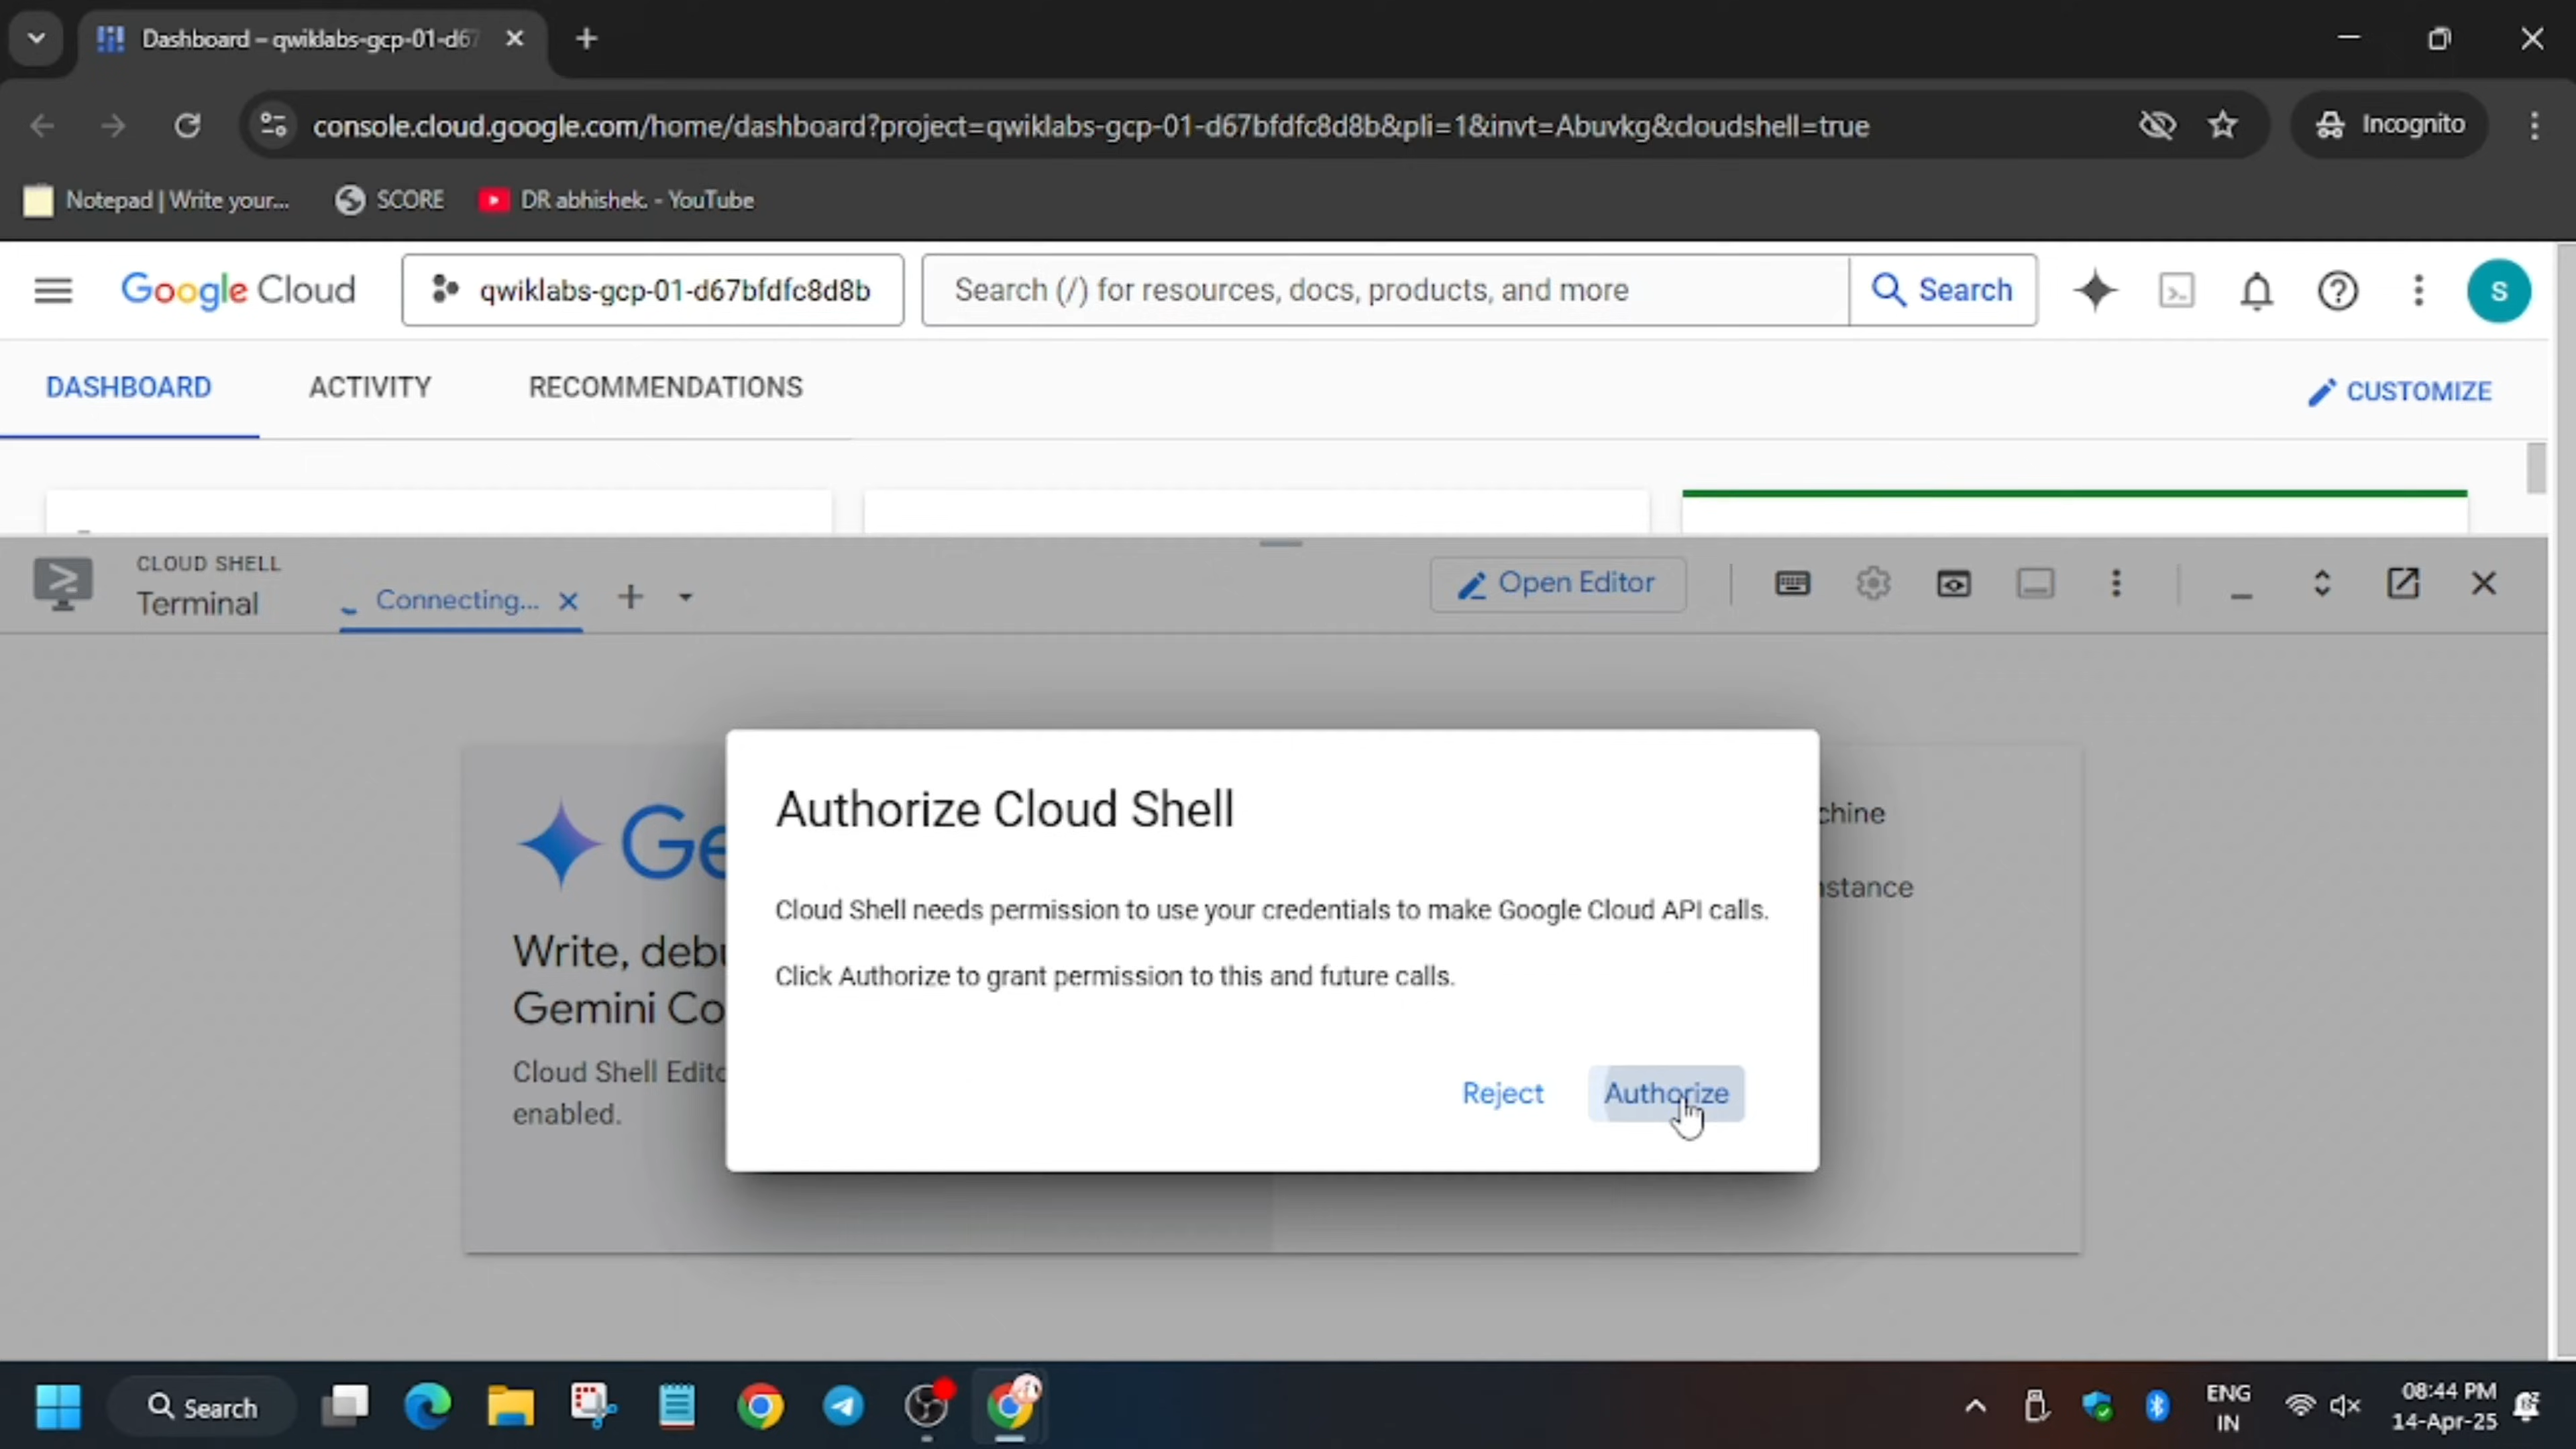 Dashboard – qwiklabs-gcp-01-d67
console.cloud.google.com/home/dashboard?project=qwiklabs-gcp-01-d67bfdfc8d8b&pli=1&invt=Abuvkg&cloudshell=true
Incognito
Notepad | Write your...
SCORE
DR abhishek. - YouTube
Google Cloud
qwiklabs-gcp-01-d67bfdfc8d8b
Search (/) for resources, docs, products, and more
Search
S
DASHBOARD
ACTIVITY
RECOMMENDATIONS
CUSTOMIZE
CLOUD SHELL
Terminal
Connecting...
Open Editor
Authorize Cloud Shell
Cloud Shell needs permission to use your credentials to make Google Cloud API calls.
Click Authorize to grant permission to this and future calls.
Reject
Authorize
Ge
Write, debu
Gemini Co
Cloud Shell Edito
enabled.
chine
nstance
Search
ENG
IN
08:44 PM
14-Apr-25